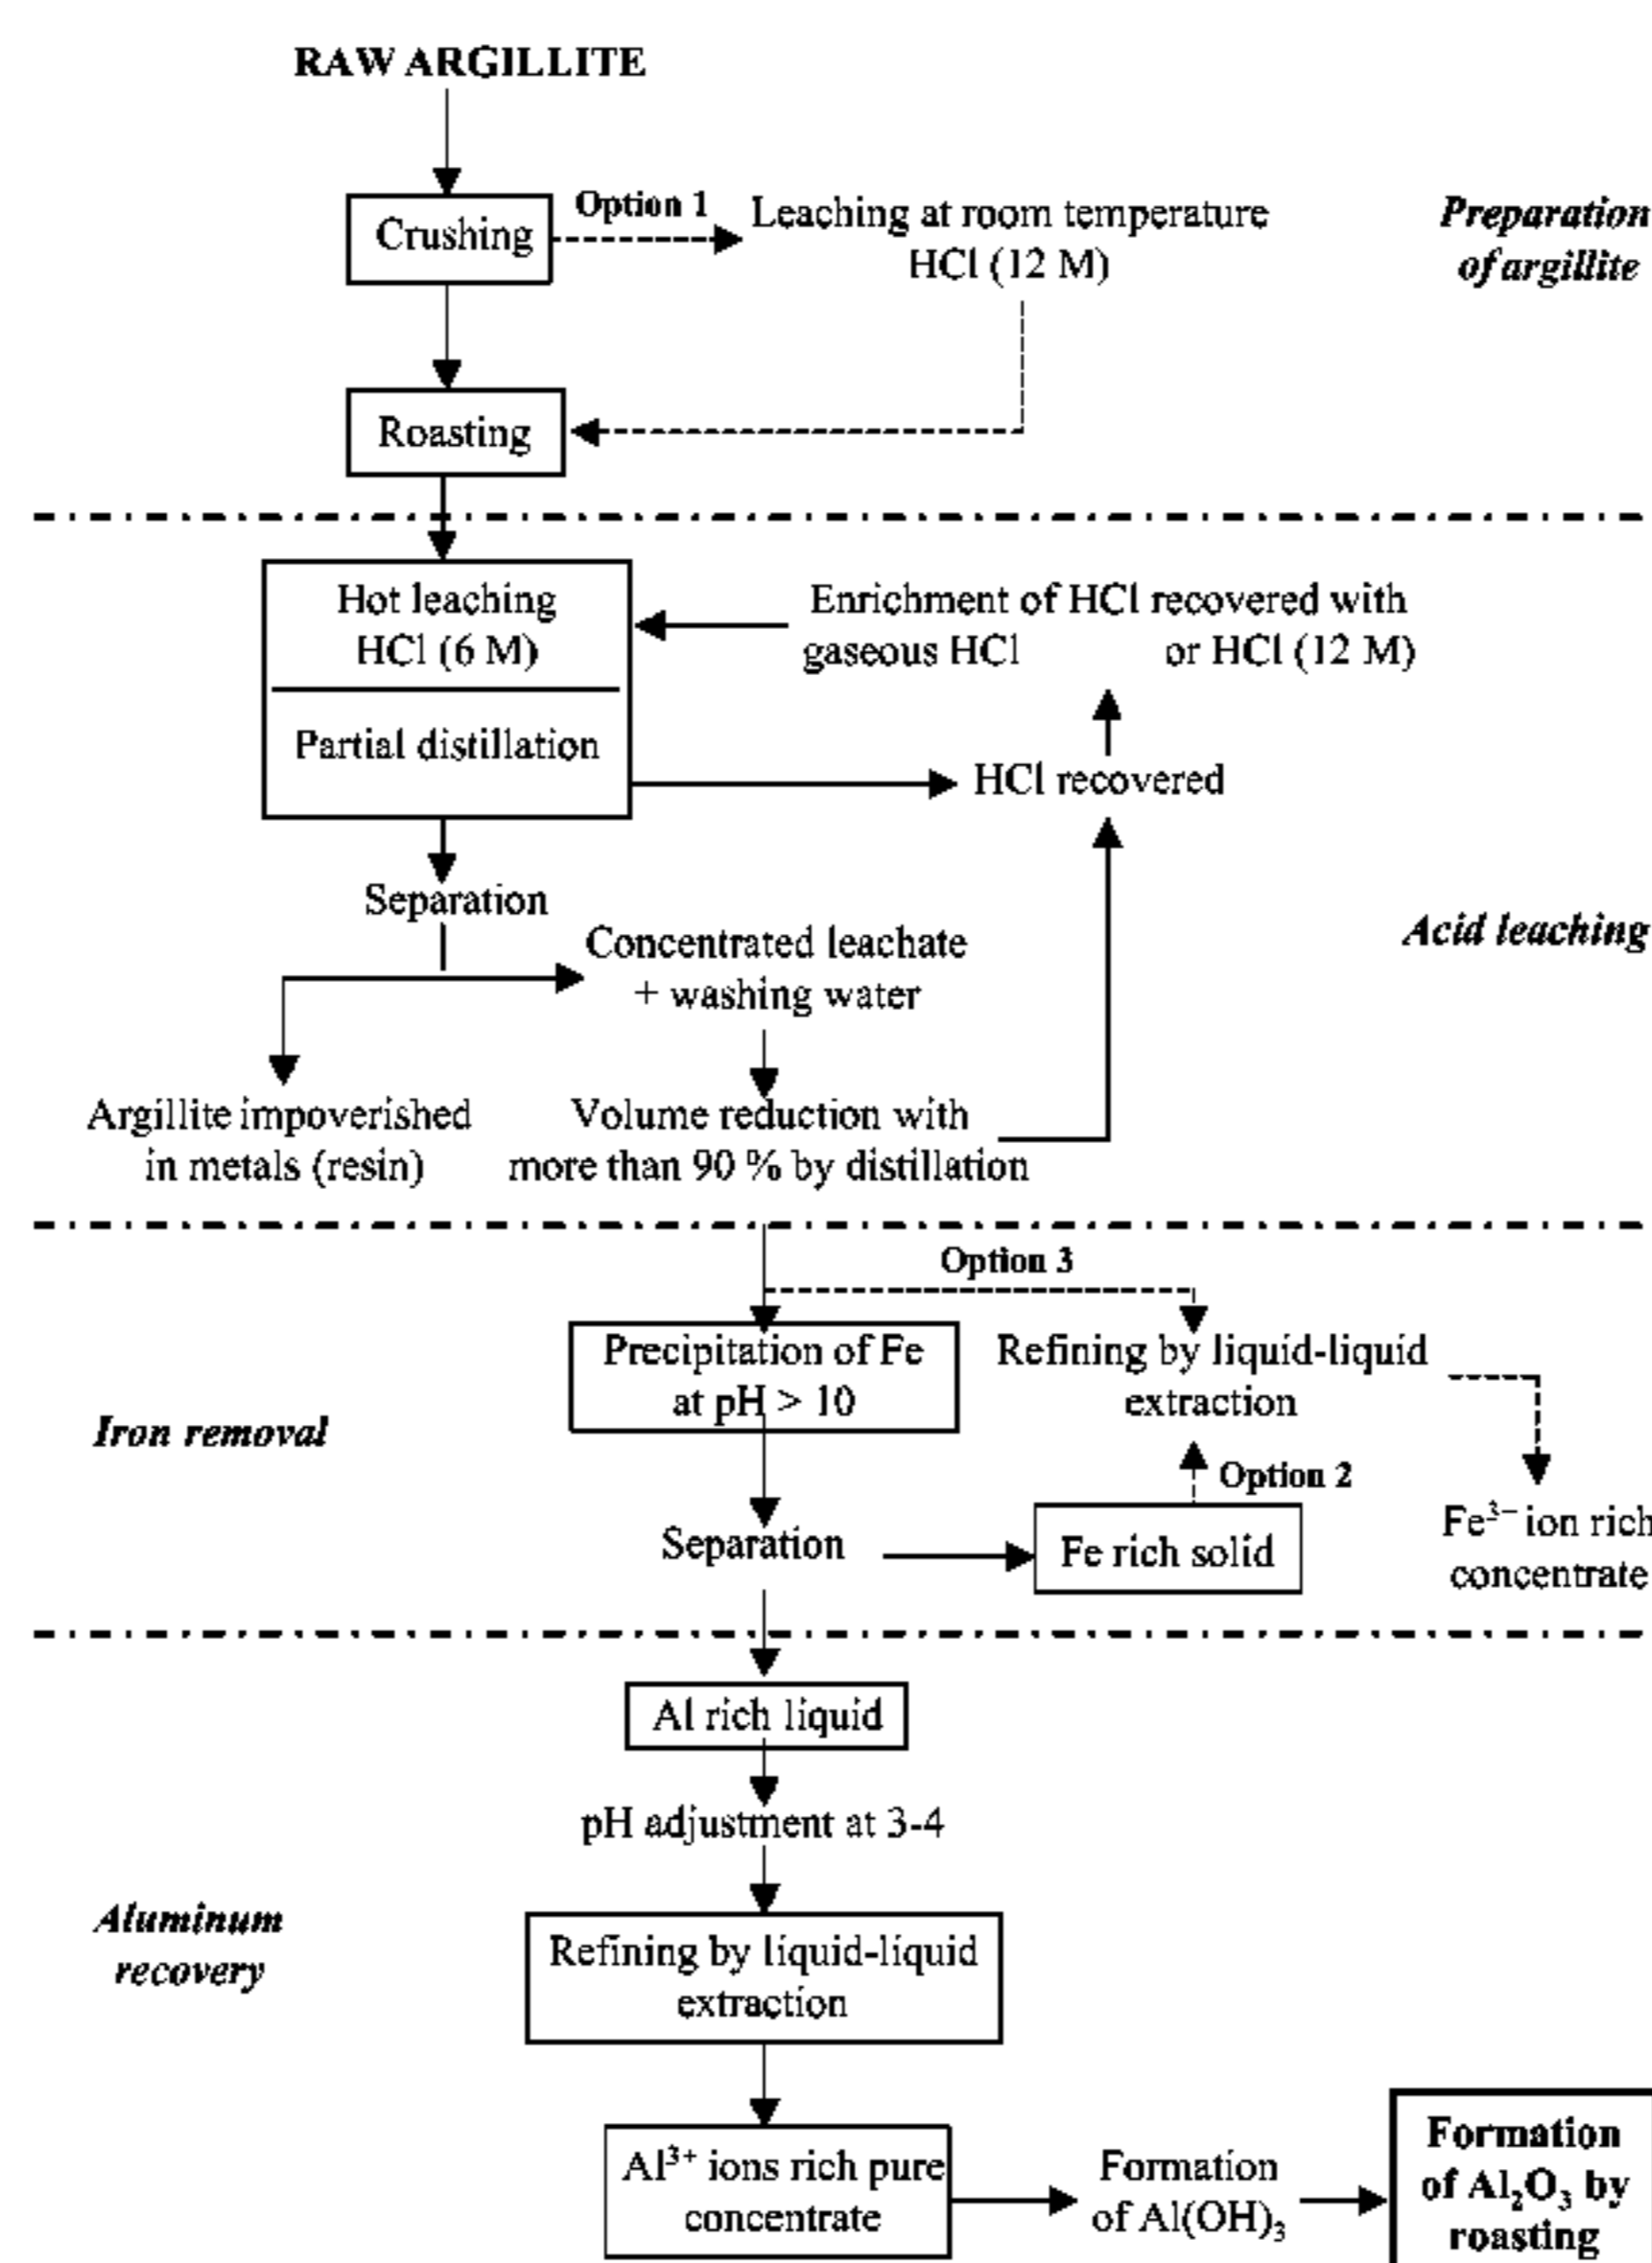 RAW ARGILLITE
Crushing
Option 1
Leaching at room temperature
HCl (12 M)
Preparation
of argillite
Roasting
Hot leaching
HCl (6 M)
Partial distillation
Enrichment of HCl recovered with
gaseous HCl or HCl (12 M)
HCl recovered
Separation
Concentrated leachate
+ washing water
Acid leaching
Argillite impoverished
in metals (resin)
Volume reduction with
more than 90 % by distillation
Option 3
Precipitation of Fe
at pH > 10
Refining by liquid-liquid
extraction
Iron removal
Option 2
Separation
Fe rich solid
Fe³⁻ ion rich
concentrate
Al rich liquid
pH adjustment at 3-4
Aluminum
recovery
Refining by liquid-liquid
extraction
Al³⁺ ions rich pure
concentrate
Formation
of Al(OH)₃
Formation
of Al₂O₃ by
roasting